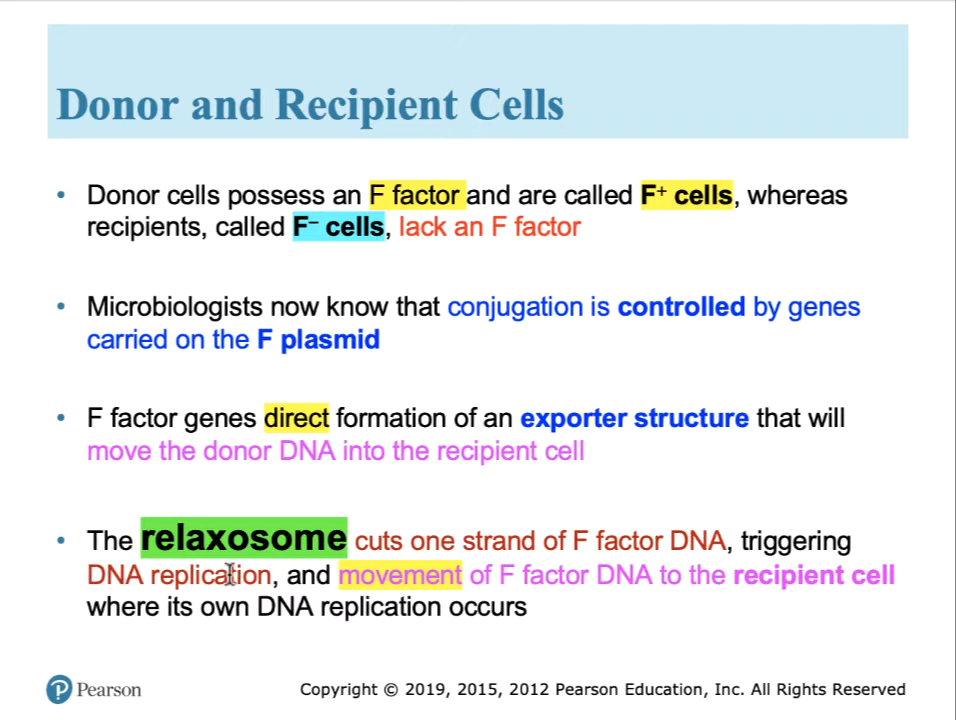 Donor and Recipient Cells
• Donor cells possess an F factor and are called F⁺ cells, whereas
recipients, called F⁻ cells, lack an F factor
• Microbiologists now know that conjugation is controlled by genes
carried on the F plasmid
• F factor genes direct formation of an exporter structure that will
move the donor DNA into the recipient cell
• The relaxosome cuts one strand of F factor DNA, triggering
DNA replication, and movement of F factor DNA to the recipient cell
where its own DNA replication occurs
P Pearson
Copyright © 2019, 2015, 2012 Pearson Education, Inc. All Rights Reserved